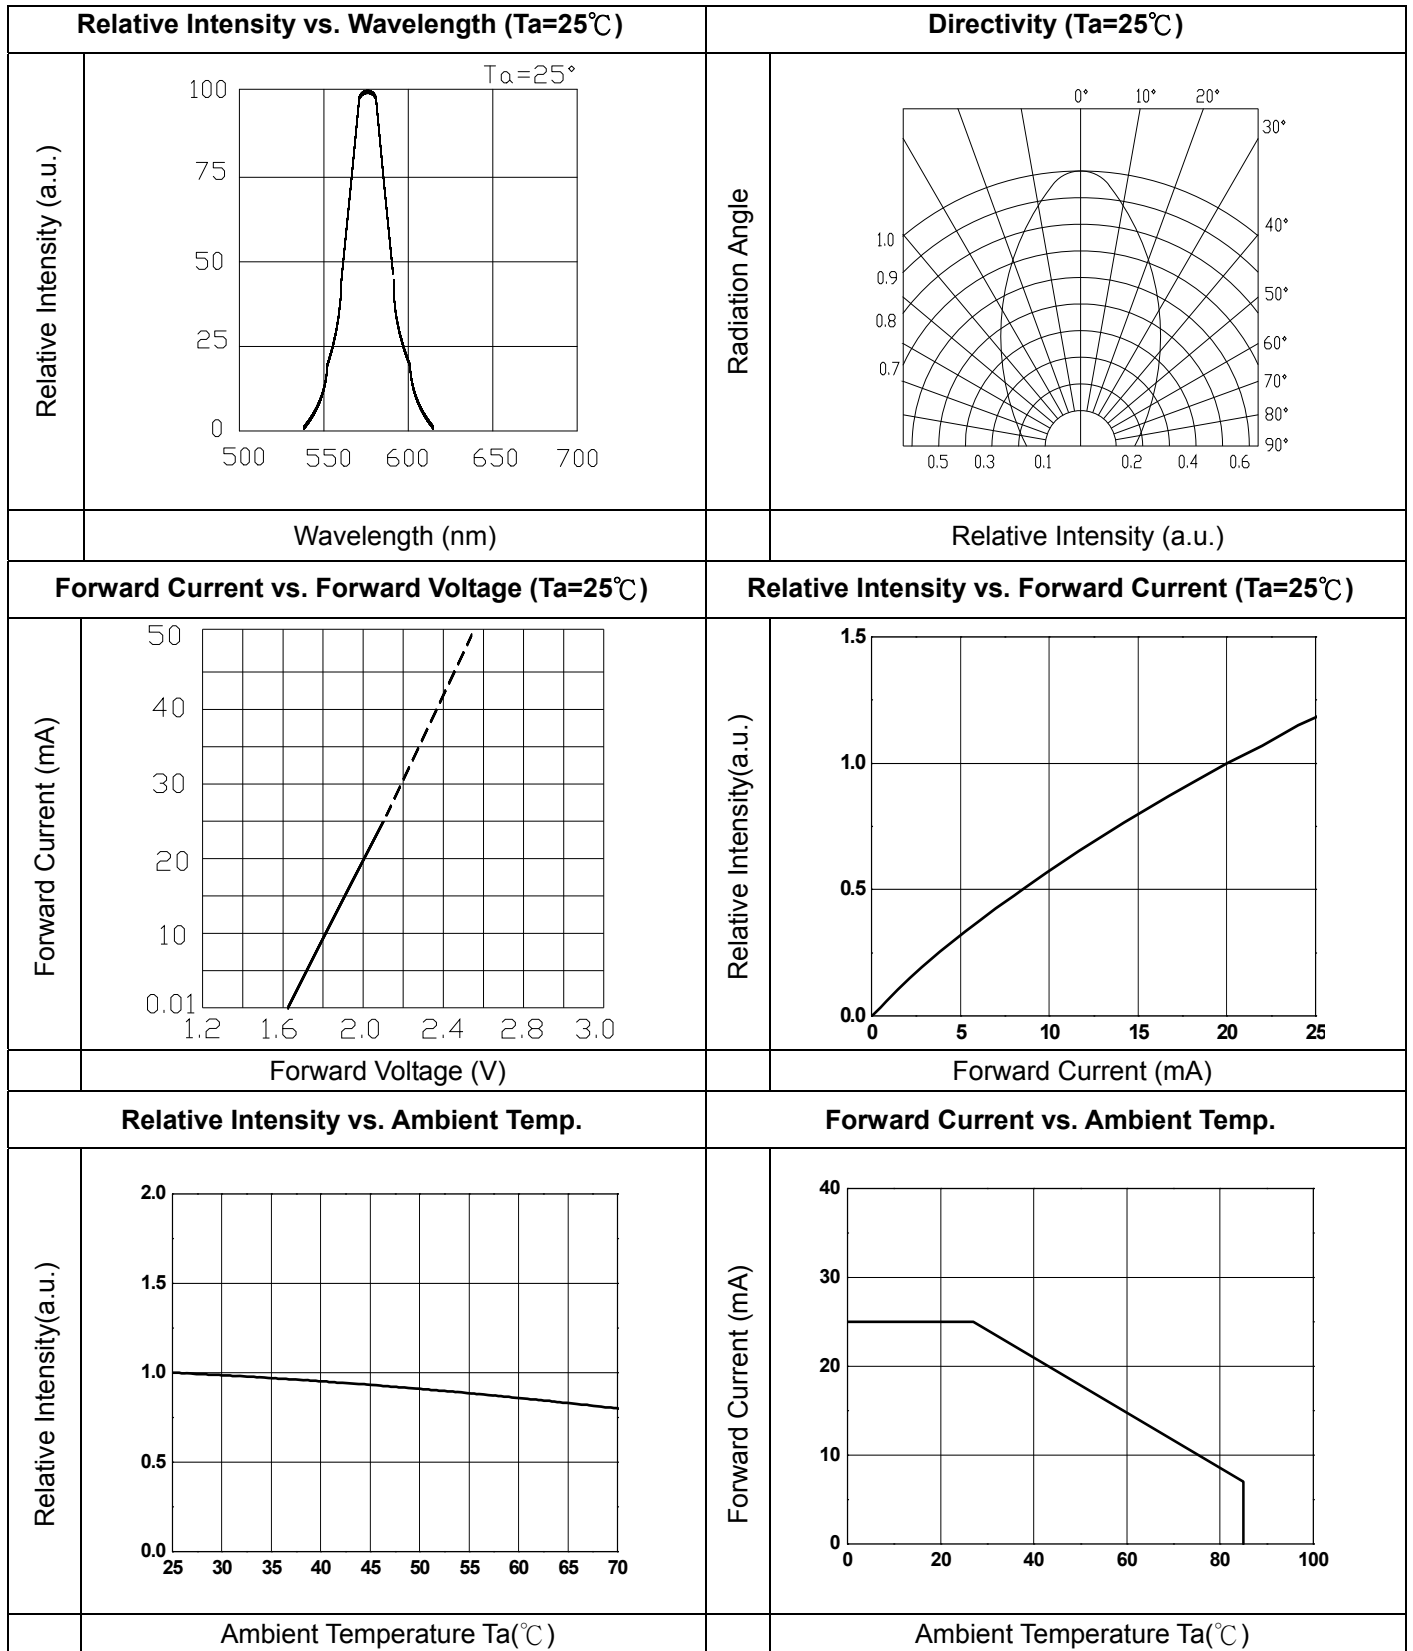 Relative Intensity vs. Wavelength (Ta=25℃)
Directivity (Ta=25℃)
Relative Intensity (a.u.)
Ta=25°
100
75
50
25
0
500 550 600 650 700
Wavelength (nm)
Radiation Angle
0° 10° 20°
30°
40°
50°
60°
70°
80°
90°
1.0
0.9
0.8
0.7
0.5 0.3 0.1 0.2 0.4 0.6
Relative Intensity (a.u.)
Forward Current vs. Forward Voltage (Ta=25℃)
Relative Intensity vs. Forward Current (Ta=25℃)
Forward Current (mA)
50
40
30
20
10
0.01
1.2 1.6 2.0 2.4 2.8 3.0
Forward Voltage (V)
Relative Intensity(a.u.)
1.5
1.0
0.5
0.0
0 5 10 15 20 25
Forward Current (mA)
Relative Intensity vs. Ambient Temp.
Forward Current vs. Ambient Temp.
Relative Intensity(a.u.)
2.0
1.5
1.0
0.5
0.0
25 30 35 40 45 50 55 60 65 70
Ambient Temperature Ta(℃)
Forward Current (mA)
40
30
20
10
0
0 20 40 60 80 100
Ambient Temperature Ta(℃)